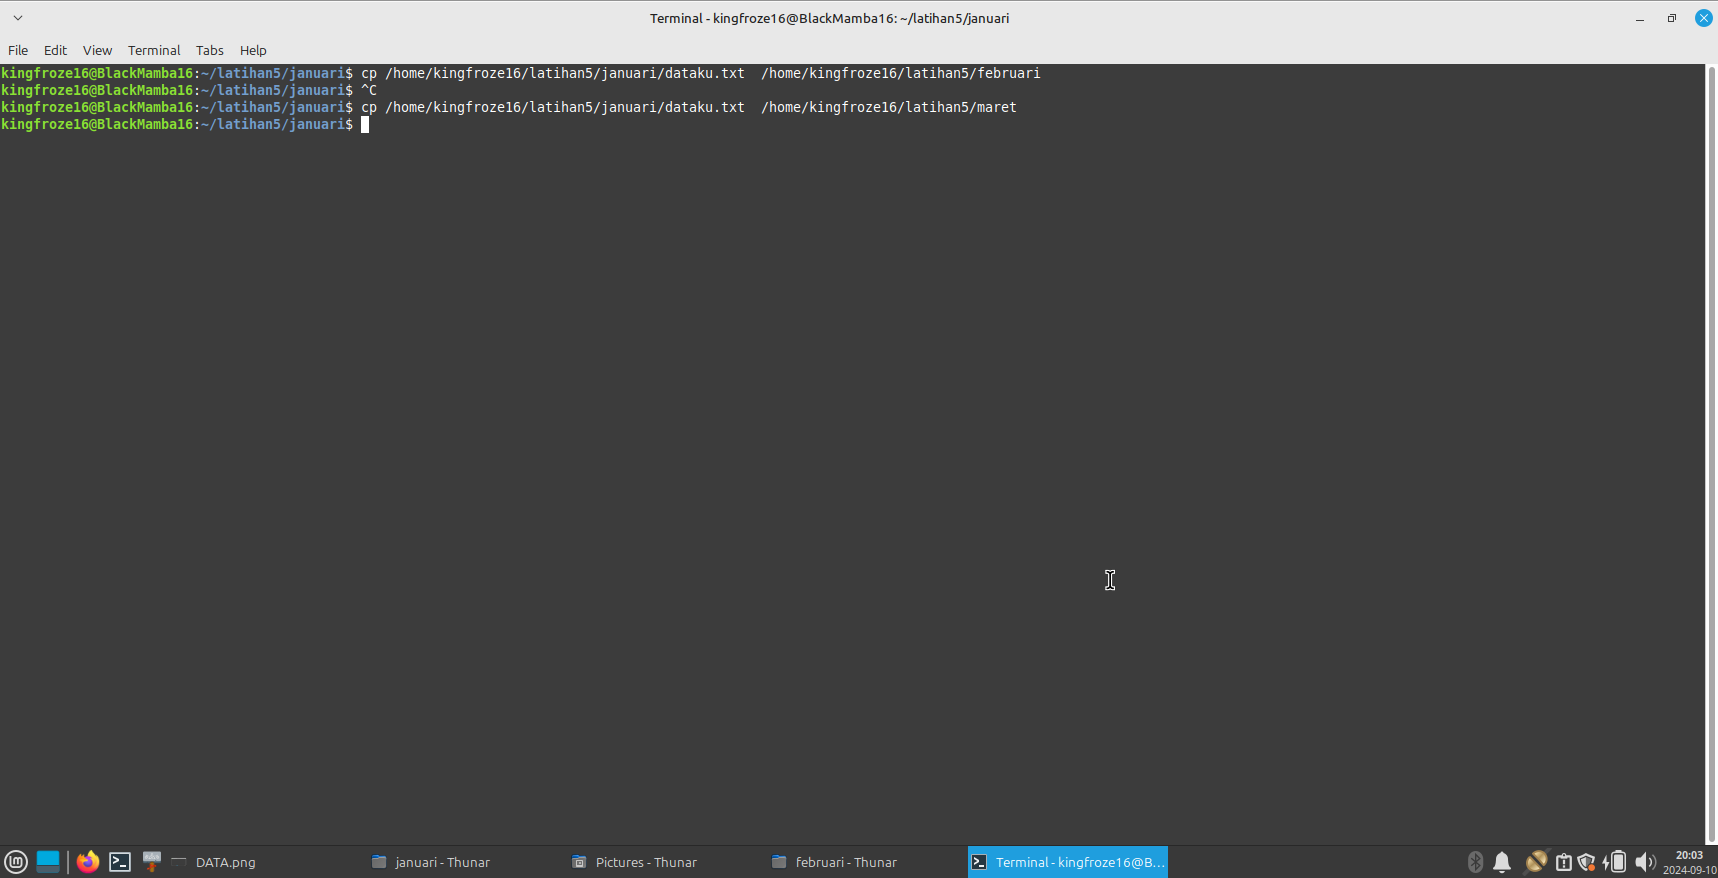 Terminal - kingfroze16@BlackMamba16: ~/latihan5/januari
File Edit View Terminal Tabs Help
kingfroze16@BlackMamba16:~/latihan5/januari$ cp /home/kingfroze16/latihan5/januari/dataku.txt  /home/kingfroze16/latihan5/februari
kingfroze16@BlackMamba16:~/latihan5/januari$ ^C
kingfroze16@BlackMamba16:~/latihan5/januari$ cp /home/kingfroze16/latihan5/januari/dataku.txt  /home/kingfroze16/latihan5/maret
kingfroze16@BlackMamba16:~/latihan5/januari$
DATA.png januari - Thunar Pictures - Thunar februari - Thunar Terminal - kingfroze16@B... 20:03
2024-09-10